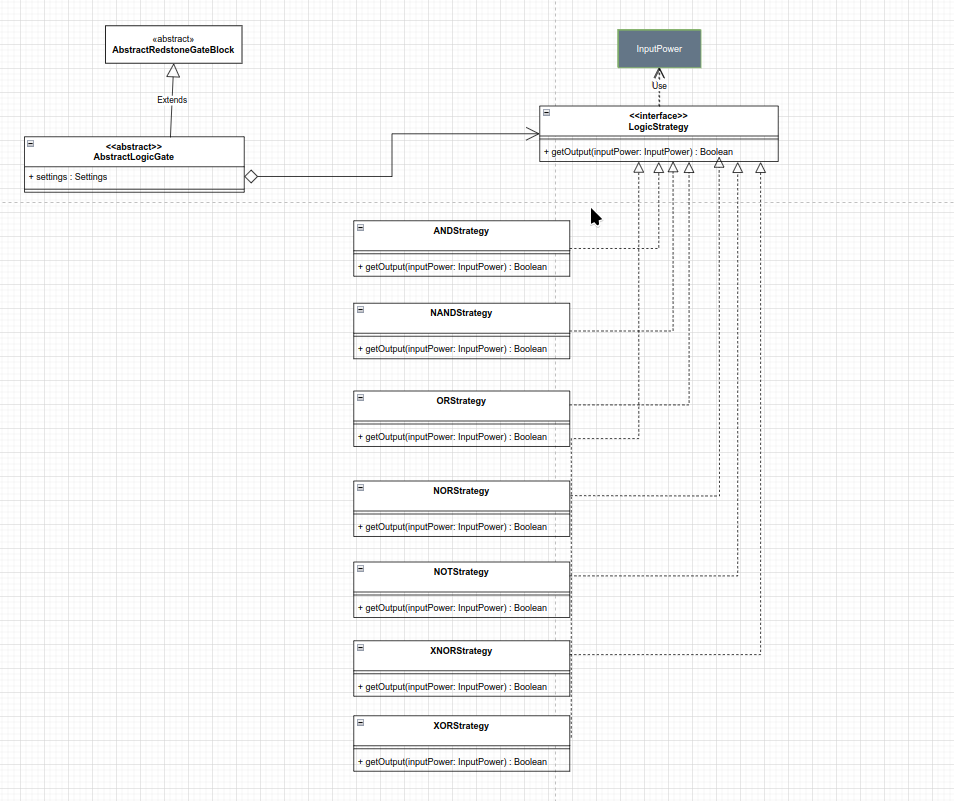 «abstract»
AbstractRedstoneGateBlock
Extends
<<abstract>>
AbstractLogicGate
+ settings : Settings
InputPower
Use
<<interface>>
LogicStrategy
+ getOutput(inputPower: InputPower) : Boolean
ANDStrategy
+ getOutput(inputPower: InputPower) : Boolean
NANDStrategy
+ getOutput(inputPower: InputPower) : Boolean
ORStrategy
+ getOutput(inputPower: InputPower) : Boolean
NORStrategy
+ getOutput(inputPower: InputPower) : Boolean
NOTStrategy
+ getOutput(inputPower: InputPower) : Boolean
XNORStrategy
+ getOutput(inputPower: InputPower) : Boolean
XORStrategy
+ getOutput(inputPower: InputPower) : Boolean